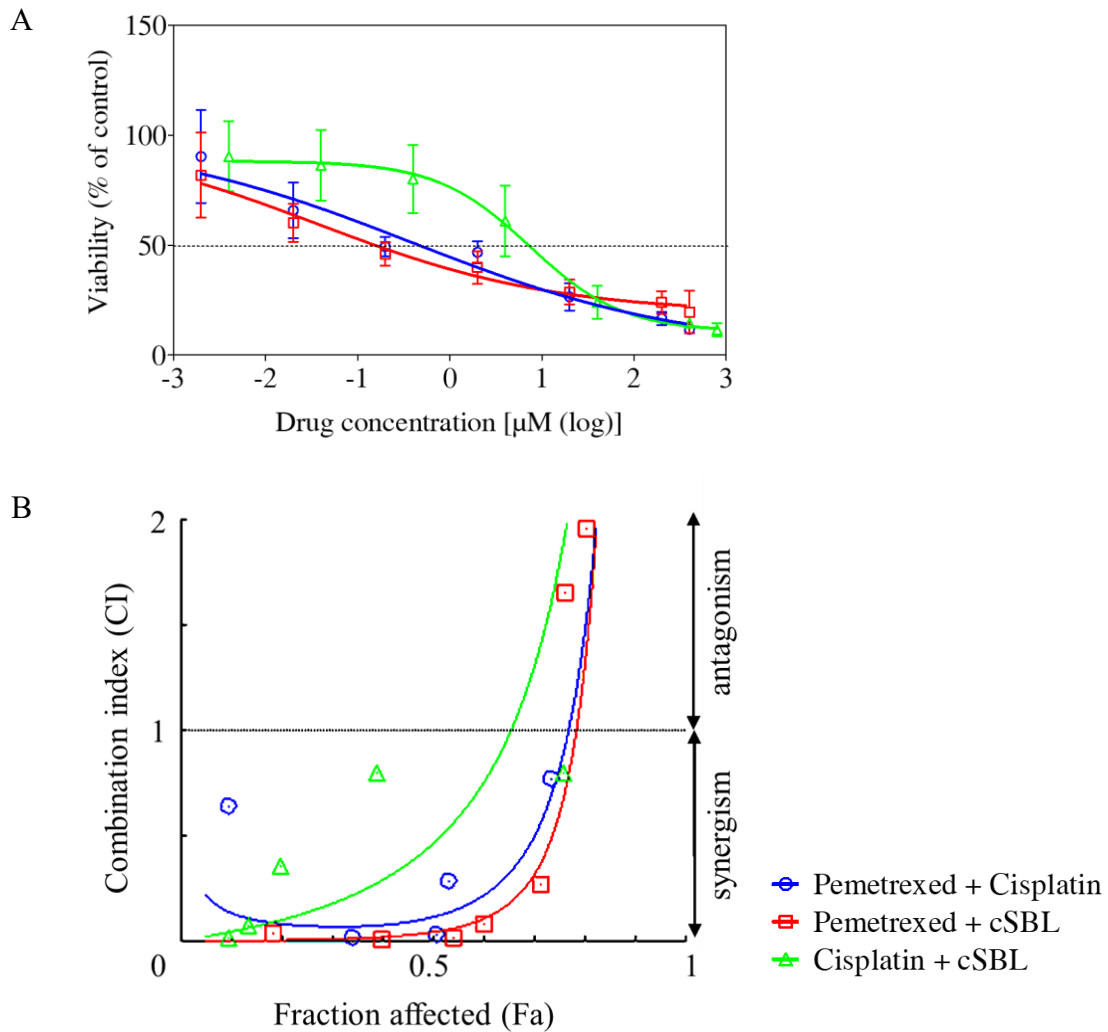 A
150
100
50
0
Viability (% of control)
-3
-2
-1
0
1
2
3
Drug concentration [µM (log)]
B
2
1
0
0.5
1
Combination index (CI)
antagonism
synergism
Fraction affected (Fa)
Pemetrexed + Cisplatin
Pemetrexed + cSBL
Cisplatin + cSBL